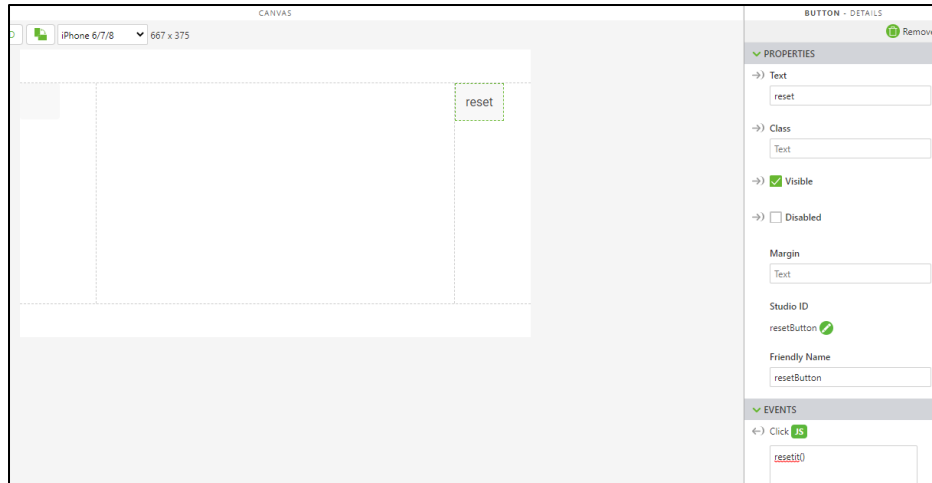 CANVAS
BUTTON - DETAILS
iPhone 6/7/8
667 x 375
Remove
PROPERTIES
Text
reset
reset
Class
Text
Visible
Disabled
Margin
Text
Studio ID
resetButton
Friendly Name
resetButton
EVENTS
Click JS
resetit()